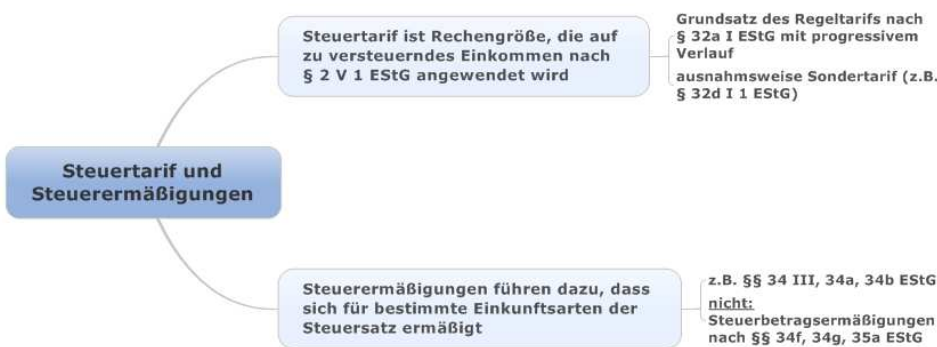 Steuertarif und
Steuerermäßigungen
Steuertarif ist Rechengröße, die auf
zu versteuerndes Einkommen nach
§ 2 V 1 EStG angewendet wird
Grundsatz des Regeltarifs nach
§ 32a I EStG mit progressivem
Verlauf
ausnahmsweise Sondertarif (z.B.
§ 32d I 1 EStG)
Steuerermäßigungen führen dazu, dass
sich für bestimmte Einkunftsarten der
Steuersatz ermäßigt
z.B. §§ 34 III, 34a, 34b EStG
nicht:
Steuerbetragsermäßigungen
nach §§ 34f, 34g, 35a EStG